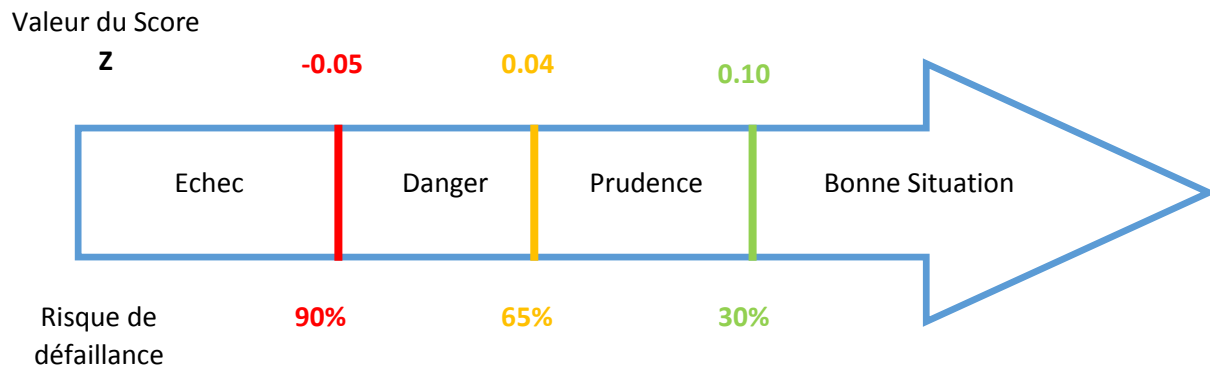 Valeur du Score
Z
-0.05
0.04
0.10
Echec
Danger
Prudence
Bonne Situation
Risque de
défaillance
90%
65%
30%